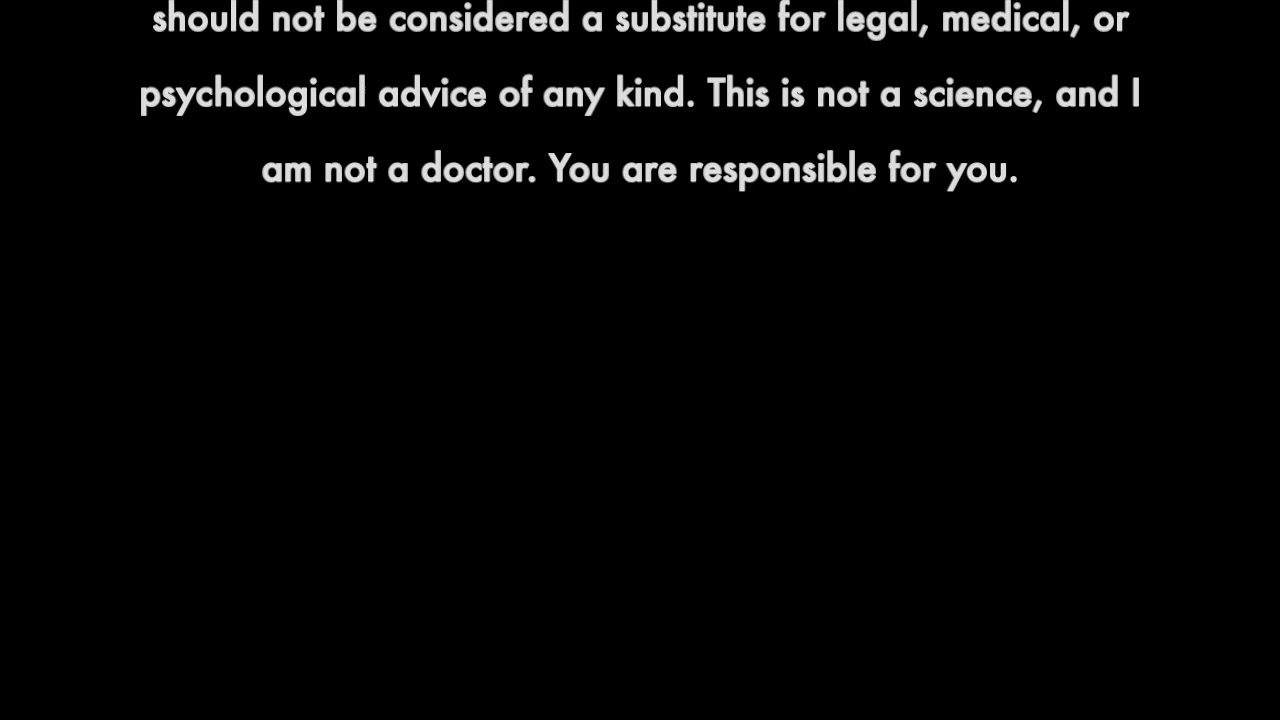 should not be considered a substitute for legal, medical, or
psychological advice of any kind. This is not a science, and I
am not a doctor. You are responsible for you.